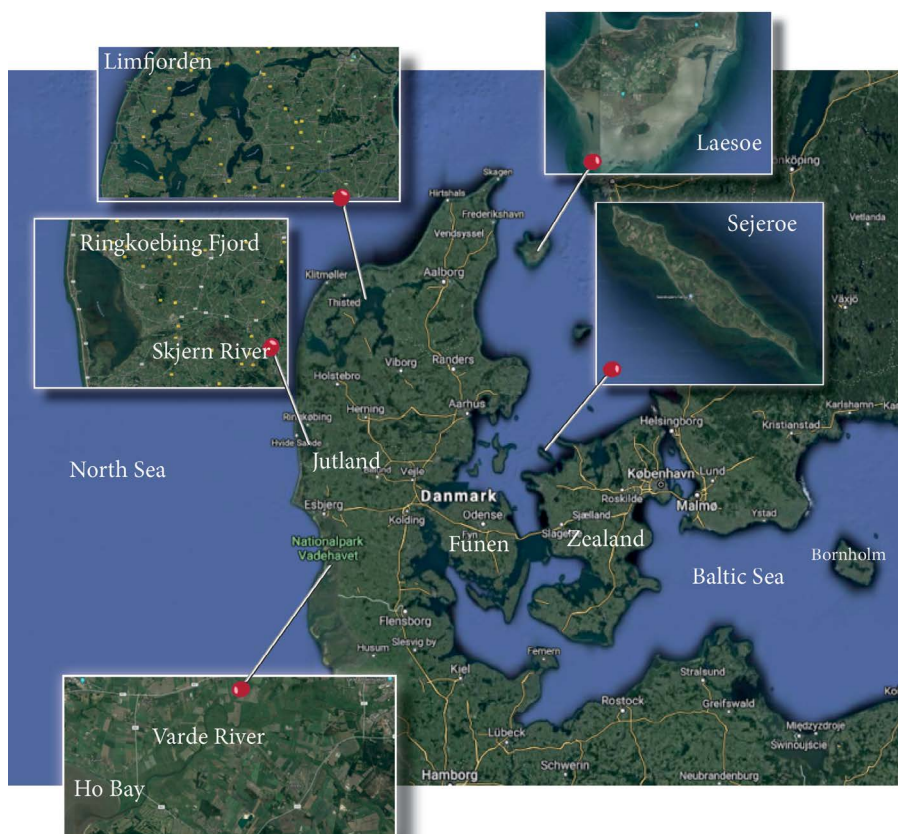 Limfjorden
Laesoe
Ringkoebing Fjord
Skjern River
Sejeroe
Skagen
Hirtshals
Frederikshavn
Vendsyssel
Aalborg
Klitmøller
Thisted
Viborg
Randers
Holstebro
Herning
Aarhus
Ringkøbing
Hvide Sande
North Sea
Jutland
Billund
Vejle
Danmark
Esbjerg
Kolding
Odense
Fyn
Funen
Nationalpark
Vadehavet
Helsingborg
København
Lund
Roskilde
Malmø
Sjælland
Slagelse
Zealand
Ystad
Kristianstad
Karlshamn
Växjö
Vetlanda
Baltic Sea
Bornholm
Flensborg
Husum
Slesvig by
Femern
Kiel
Stralsund
Rostock
Greifswald
Lübeck
Międzyzdroje
Świnoujście
Schwerin
Hamborg
Neubrandenburg
Varde River
Ho Bay